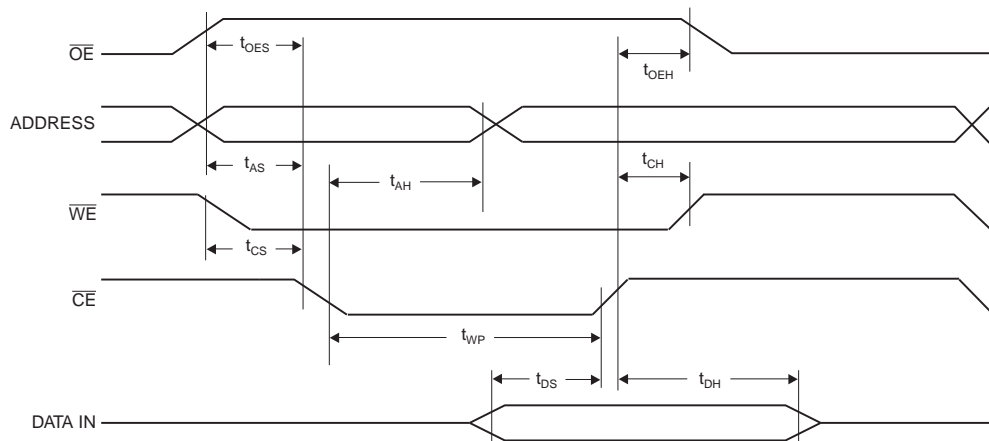 OE
tOES
tOEH
ADDRESS
tAS
tAH
tCH
WE
tCS
CE
tWP
tDS
tDH
DATA IN